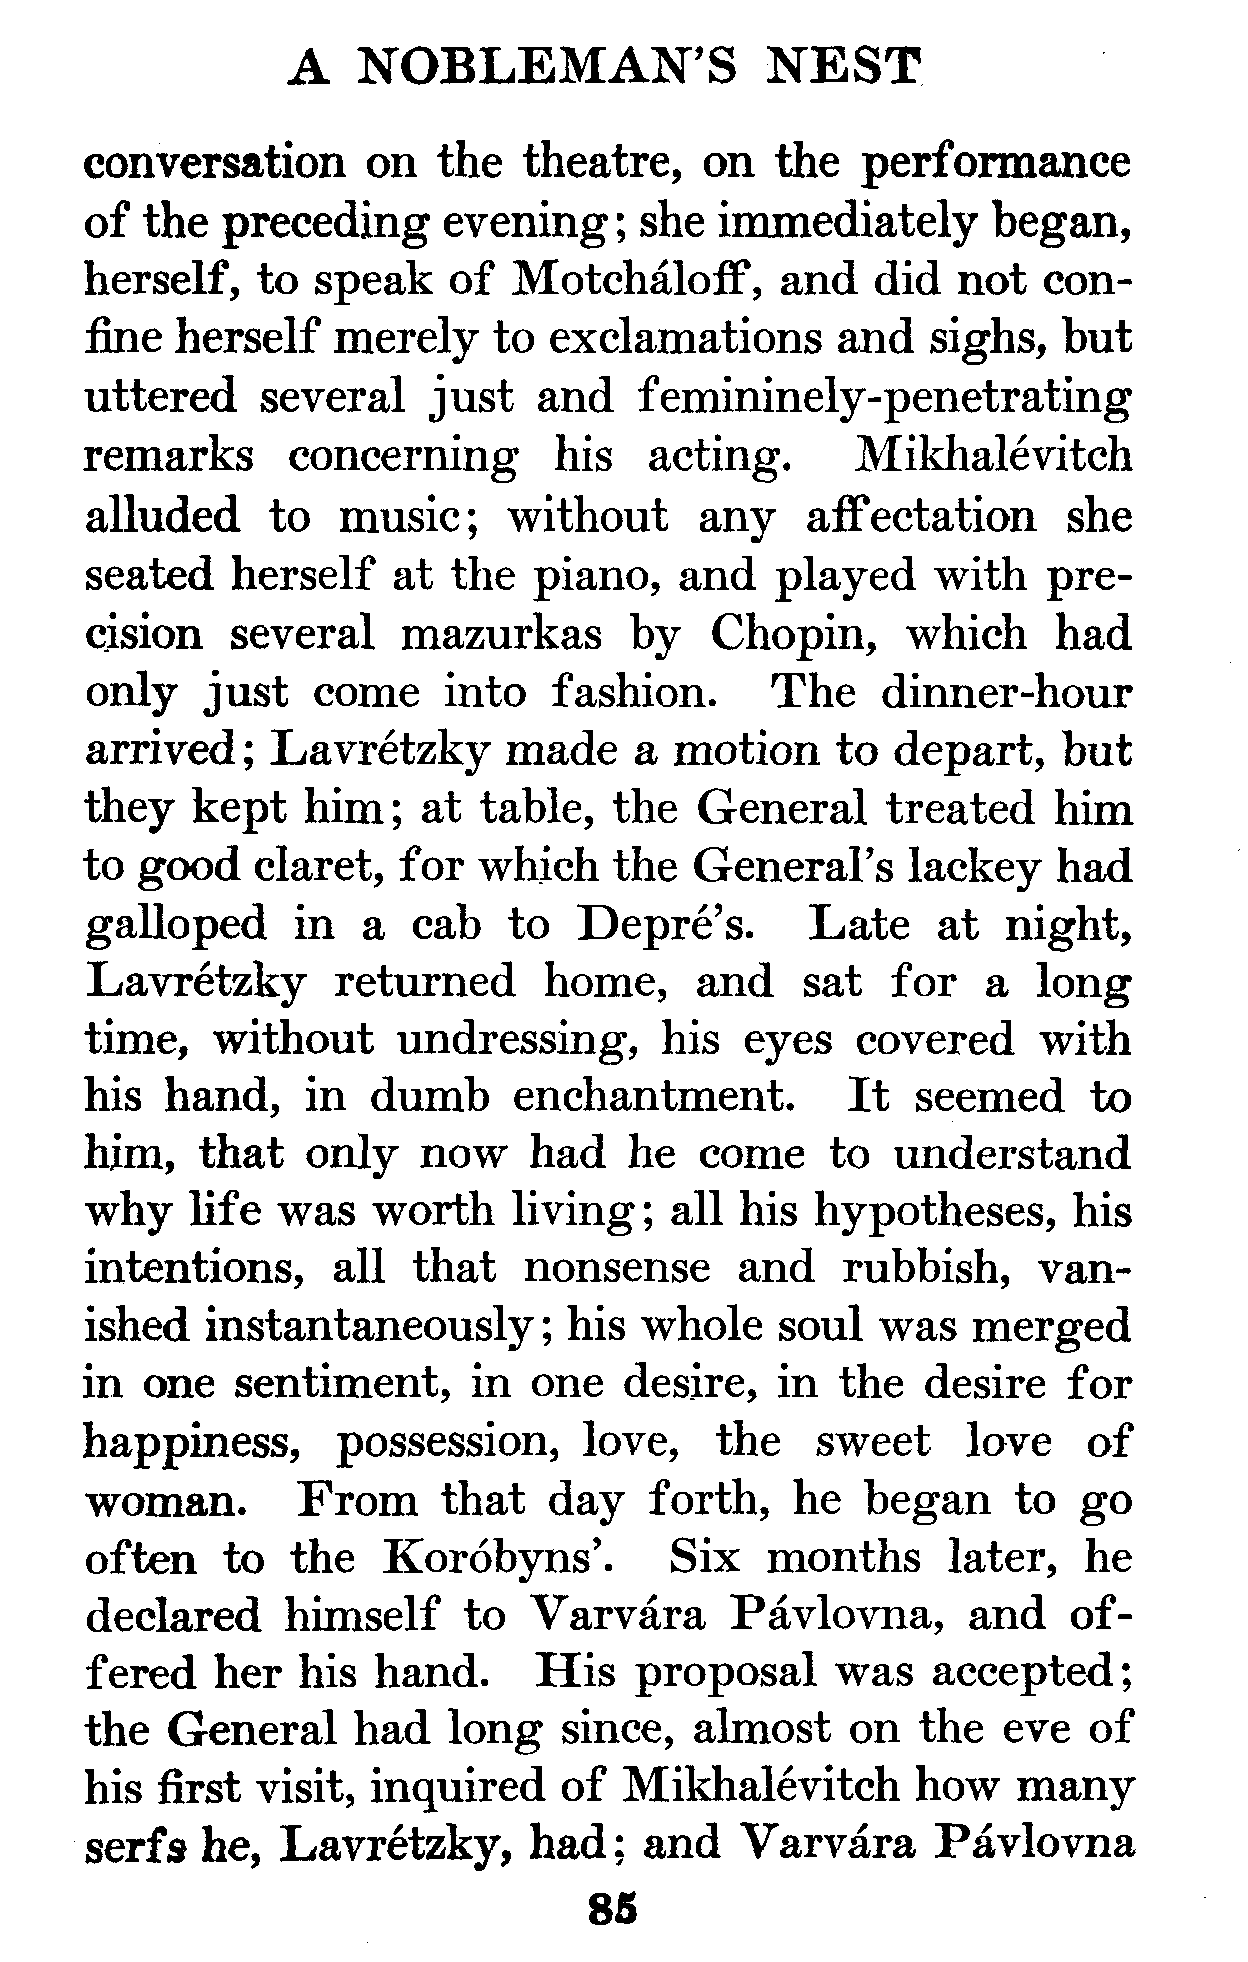 A NOBLEMAN'S NEST
conversation on the theatre, on the performance
of the preceding evening; she immediately began,
herself, to speak of Motcháloff, and did not con-
fine herself merely to exclamations and sighs, but
uttered several just and femininely-penetrating
remarks concerning his acting. Mikhalévitch
alluded to music; without any affectation she
seated herself at the piano, and played with pre-
cision several mazurkas by Chopin, which had
only just come into fashion. The dinner-hour
arrived; Lavrétzky made a motion to depart, but
they kept him; at table, the General treated him
to good claret, for which the General's lackey had
galloped in a cab to Depré's. Late at night,
Lavrétzky returned home, and sat for a long
time, without undressing, his eyes covered with
his hand, in dumb enchantment. It seemed to
him, that only now had he come to understand
why life was worth living; all his hypotheses, his
intentions, all that nonsense and rubbish, van-
ished instantaneously; his whole soul was merged
in one sentiment, in one desire, in the desire for
happiness, possession, love, the sweet love of
woman. From that day forth, he began to go
often to the Koróbyns'. Six months later, he
declared himself to Varvára Pávlovna, and of-
fered her his hand. His proposal was accepted;
the General had long since, almost on the eve of
his first visit, inquired of Mikhalévitch how many
serfs he, Lavrétzky, had; and Varvára Pávlovna
85